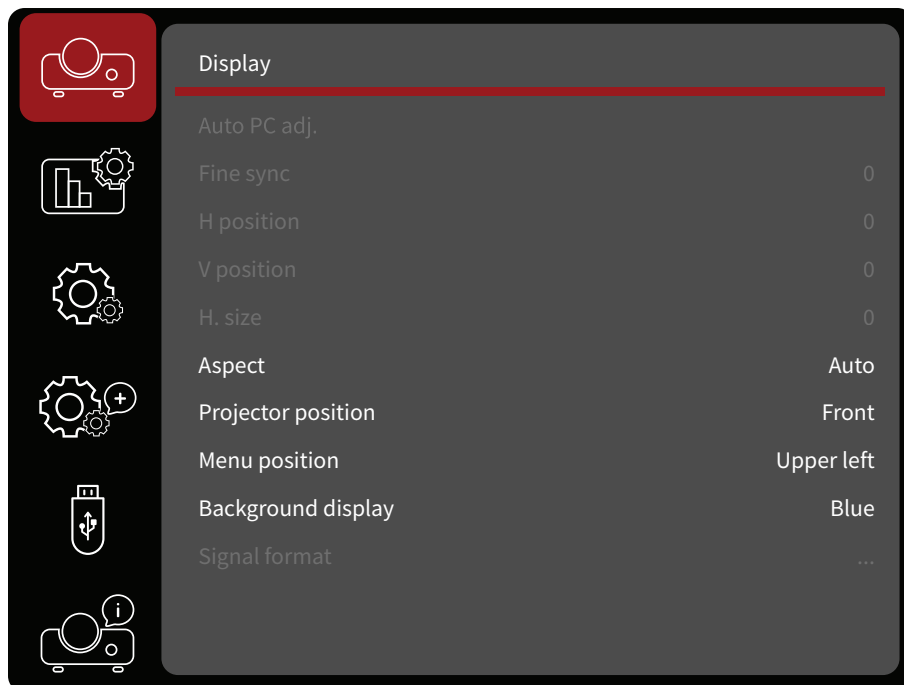 Display
Auto PC adj.
Fine sync 0
H position 0
V position 0
H. size 0
Aspect Auto
Projector position Front
Menu position Upper left
Background display Blue
Signal format ...
i